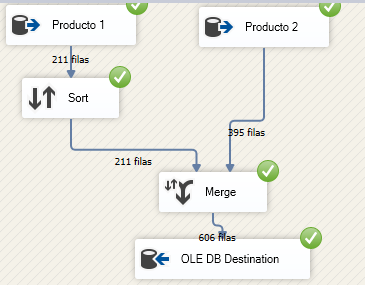 Producto 1
Producto 2
211 filas
Sort
395 filas
211 filas
Merge
606 filas
OLE DB Destination